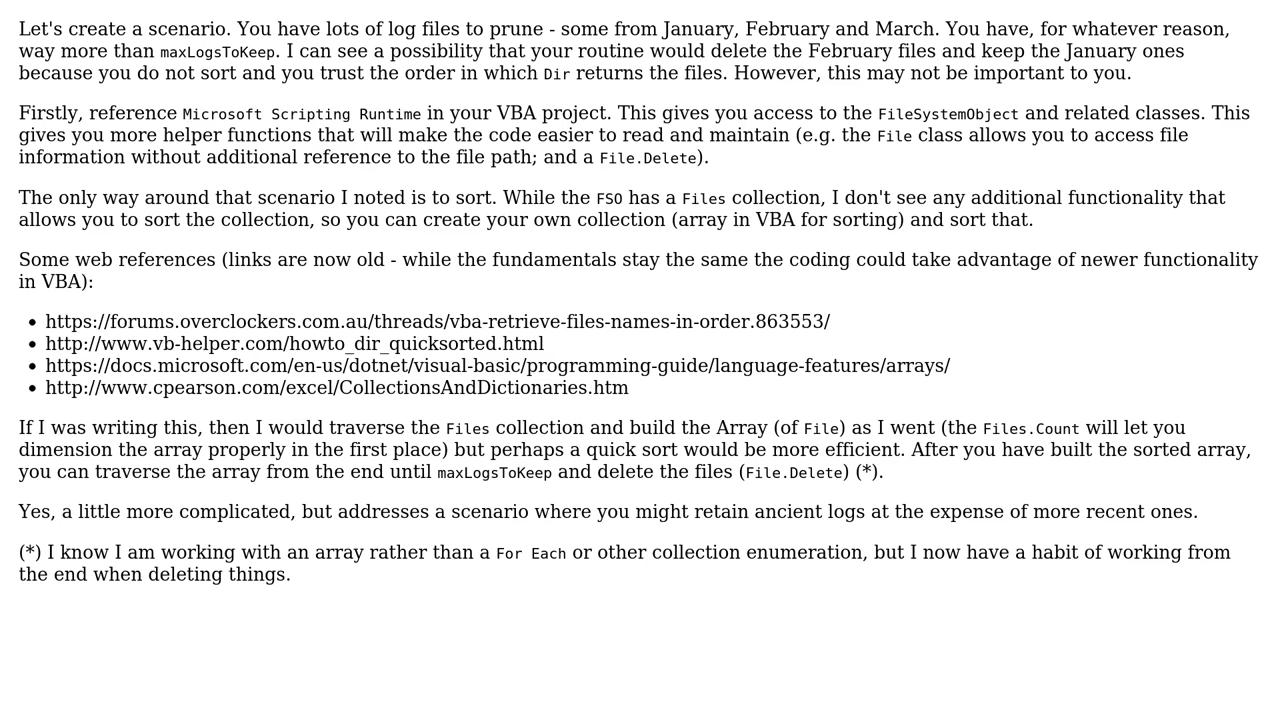 Let's create a scenario. You have lots of log files to prune - some from January, February and March. You have, for whatever reason,
way more than maxLogsToKeep. I can see a possibility that your routine would delete the February files and keep the January ones
because you do not sort and you trust the order in which Dir returns the files. However, this may not be important to you.
Firstly, reference Microsoft Scripting Runtime in your VBA project. This gives you access to the FileSystemObject and related classes. This
gives you more helper functions that will make the code easier to read and maintain (e.g. the File class allows you to access file
information without additional reference to the file path; and a File.Delete).
The only way around that scenario I noted is to sort. While the FSO has a Files collection, I don't see any additional functionality that
allows you to sort the collection, so you can create your own collection (array in VBA for sorting) and sort that.
Some web references (links are now old - while the fundamentals stay the same the coding could take advantage of newer functionality
in VBA):
• https://forums.overclockers.com.au/threads/vba-retrieve-files-names-in-order.863553/
• http://www.vb-helper.com/howto_dir_quicksorted.html
• https://docs.microsoft.com/en-us/dotnet/visual-basic/programming-guide/language-features/arrays/
• http://www.cpearson.com/excel/CollectionsAndDictionaries.htm
If I was writing this, then I would traverse the Files collection and build the Array (of File) as I went (the Files.Count will let you
dimension the array properly in the first place) but perhaps a quick sort would be more efficient. After you have built the sorted array,
you can traverse the array from the end until maxLogsToKeep and delete the files (File.Delete) (*).
Yes, a little more complicated, but addresses a scenario where you might retain ancient logs at the expense of more recent ones.
(*) I know I am working with an array rather than a For Each or other collection enumeration, but I now have a habit of working from
the end when deleting things.